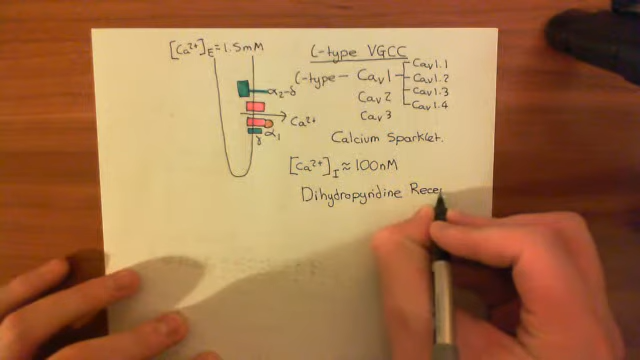 [Ca²⁺]E = 1.5mM
L-type VGCC
L-type — Cav1
Cav1.1
Cav1.2
Cav1.3
Cav1.4
Cav2
Cav3
α₂-δ
Ca²⁺
α₁
γ
Calcium Sparklet.
[Ca²⁺]I ≈ 100nM
Dihydropyridine Rece